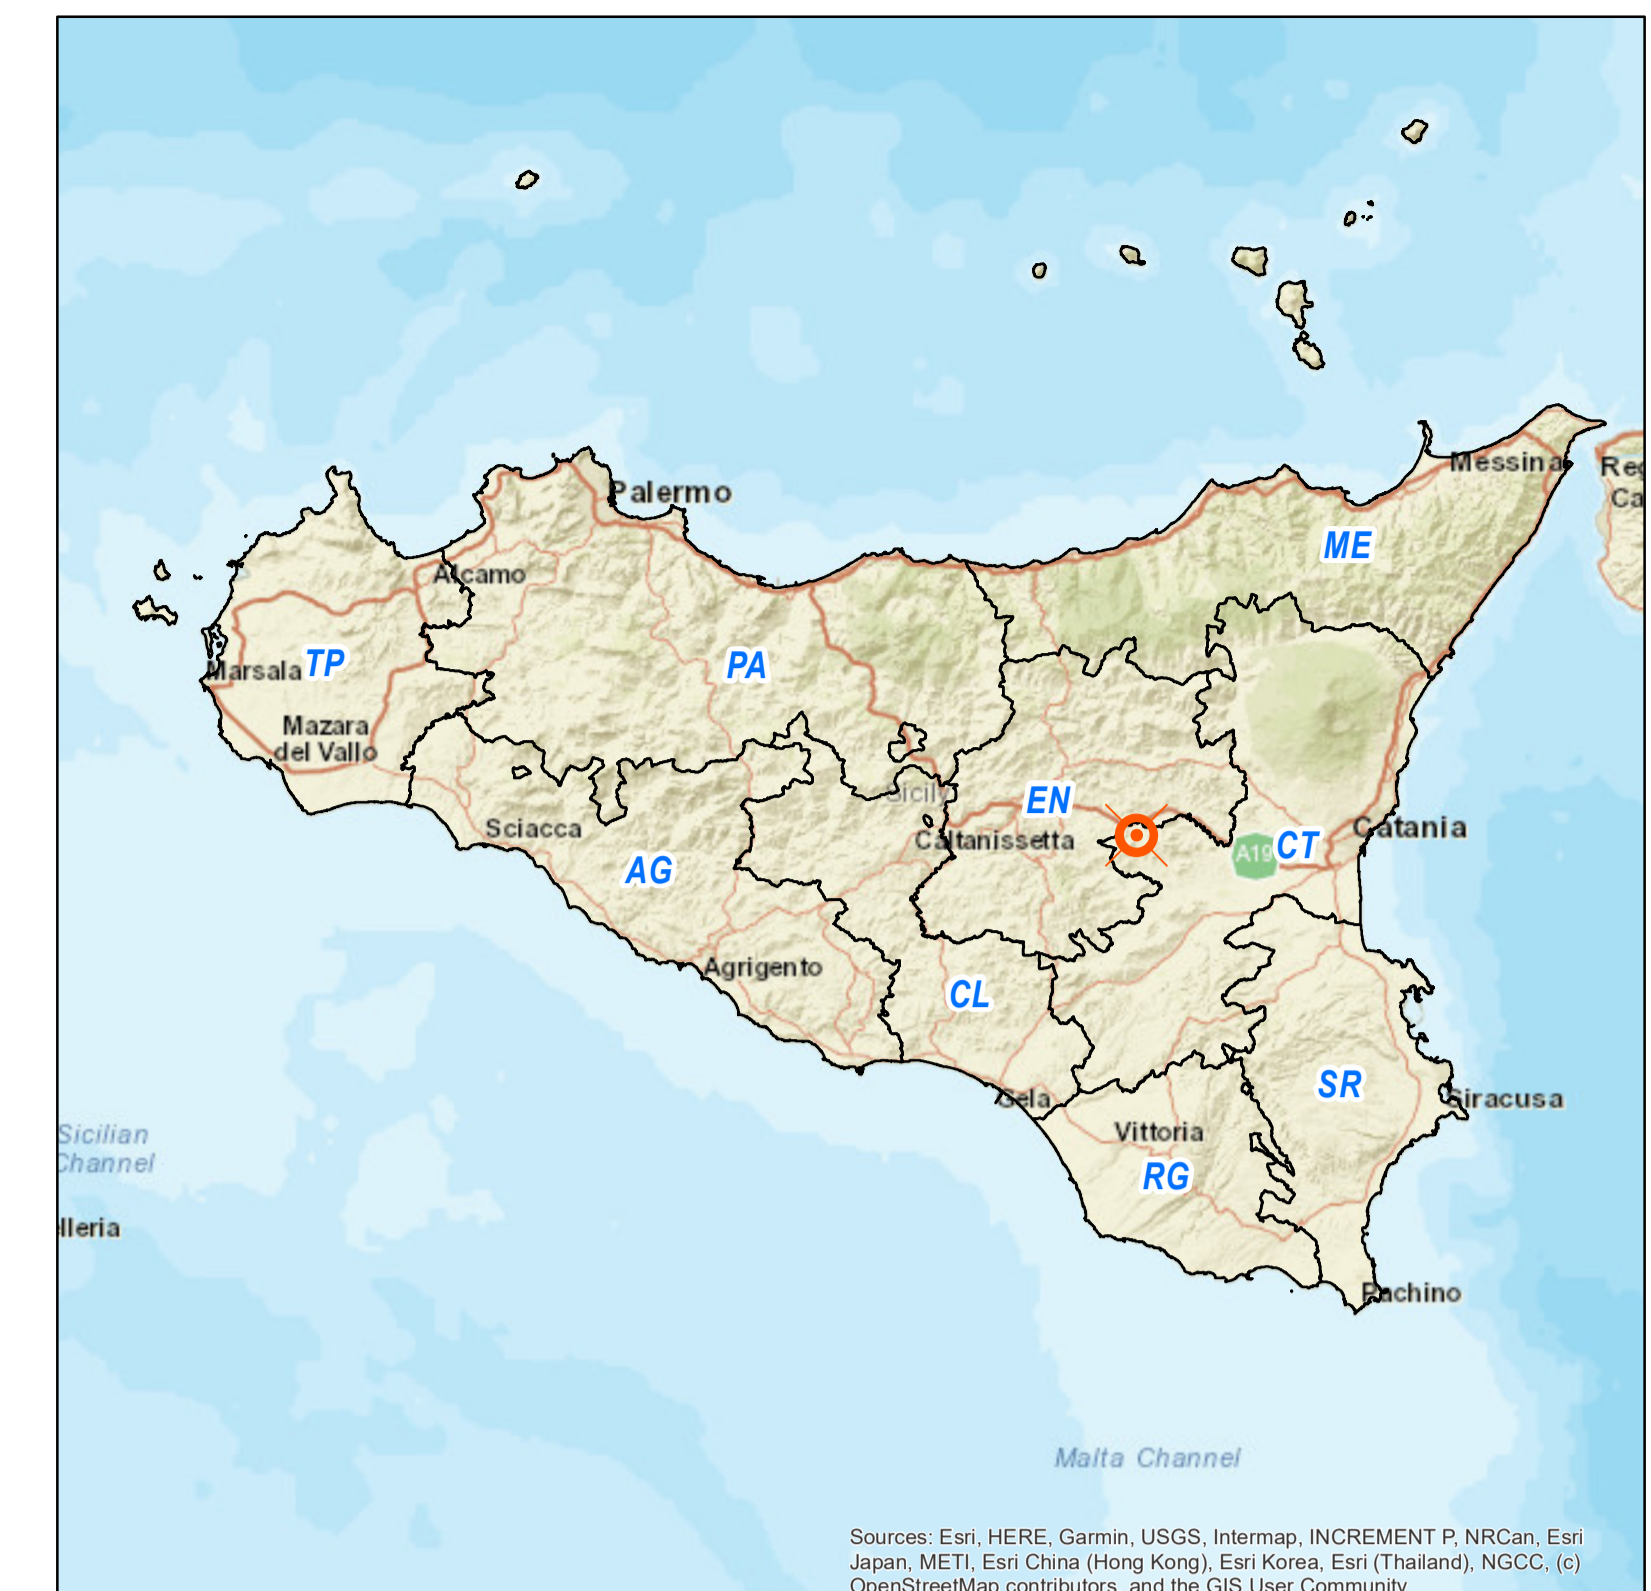 Palermo
Messina
Reg
Ca
ME
Alcamo
Marsala
TP
PA
Mazara
del Vallo
Sicily
EN
Sciacca
Caltanissetta
A19
CT
Catania
AG
Agrigento
CL
SR
Gela
Siracusa
Vittoria
Sicilian
Channel
RG
lleria
Pachino
Malta Channel
Sources: Esri, HERE, Garmin, USGS, Intermap, INCREMENT P, NRCan, Esri
Japan, METI, Esri China (Hong Kong), Esri Korea, Esri (Thailand), NGCC, (c)
OpenStreetMap contributors, and the GIS User Community